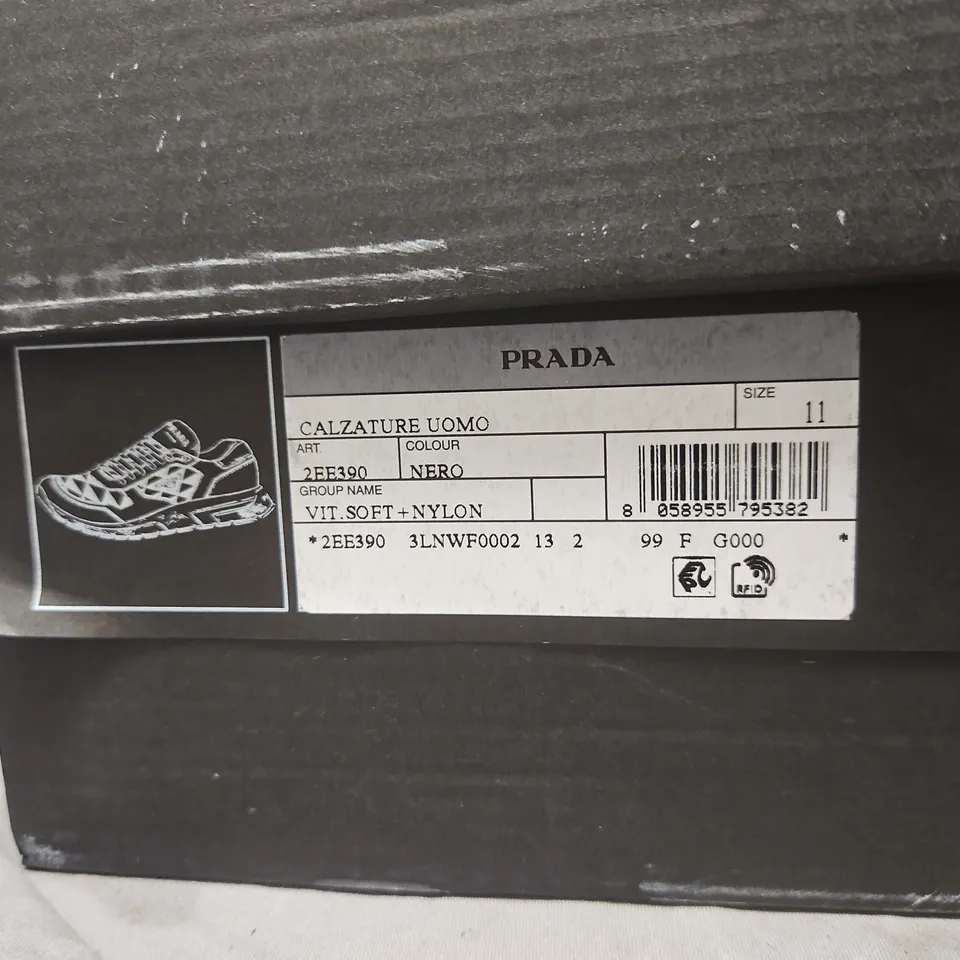 PRADA
CALZATURE UOMO
SIZE
11
ART.
2EE390
COLOUR
NERO
GROUP NAME
VIT.SOFT+NYLON
8 058955 795382
*2EE390 3LNWF0002 13 2 99 F G000 *
RFID